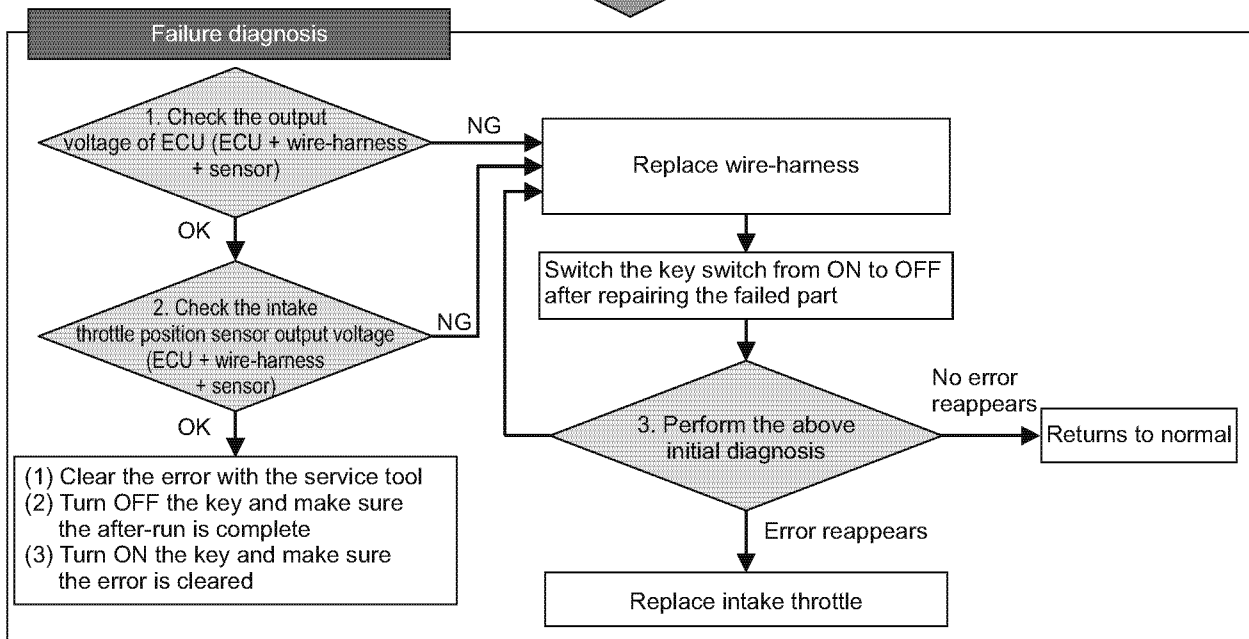 Failure diagnosis
1. Check the output
voltage of ECU (ECU + wire-harness
+ sensor)
NG
OK
2. Check the intake
throttle position sensor output voltage
(ECU + wire-harness
+ sensor)
NG
OK
(1) Clear the error with the service tool
(2) Turn OFF the key and make sure
the after-run is complete
(3) Turn ON the key and make sure
the error is cleared
Replace wire-harness
Switch the key switch from ON to OFF
after repairing the failed part
3. Perform the above
initial diagnosis
No error
reappears
Returns to normal
Error reappears
Replace intake throttle